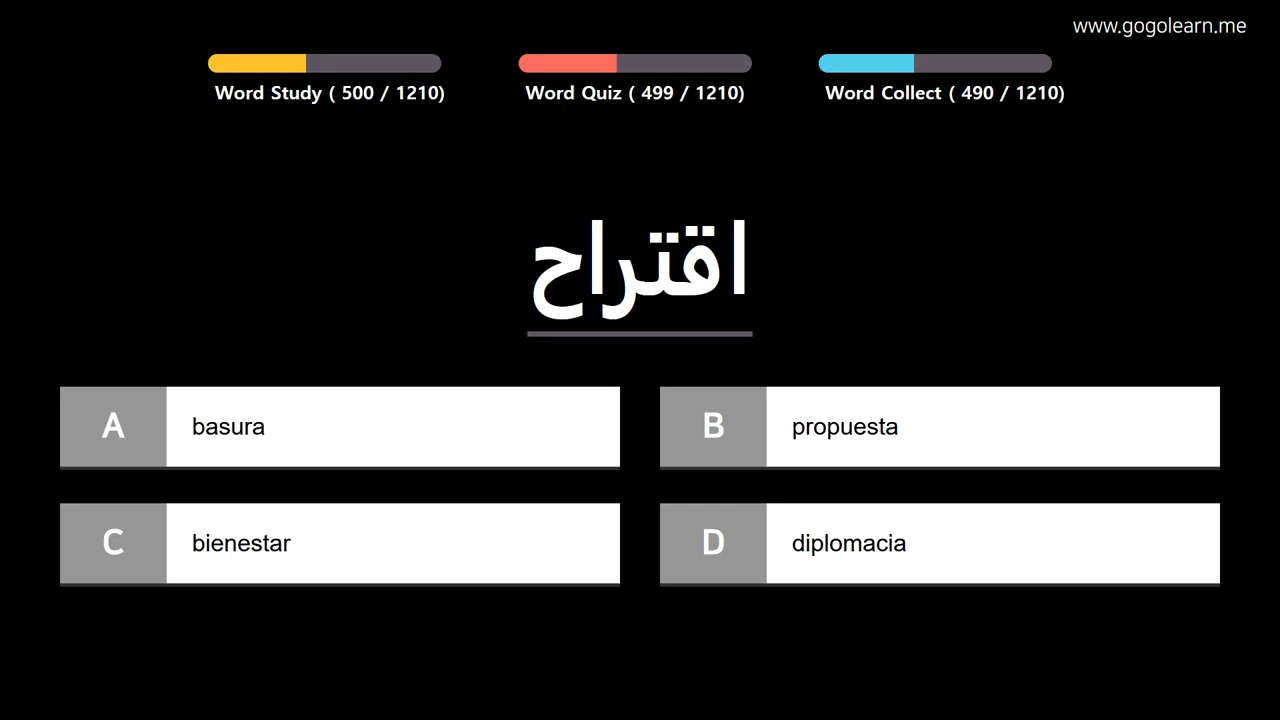 www.gogolearn.me
Word Study ( 500 / 1210)
Word Quiz ( 499 / 1210)
Word Collect ( 490 / 1210)
اقتراح
A basura
B propuesta
C bienestar
D diplomacia